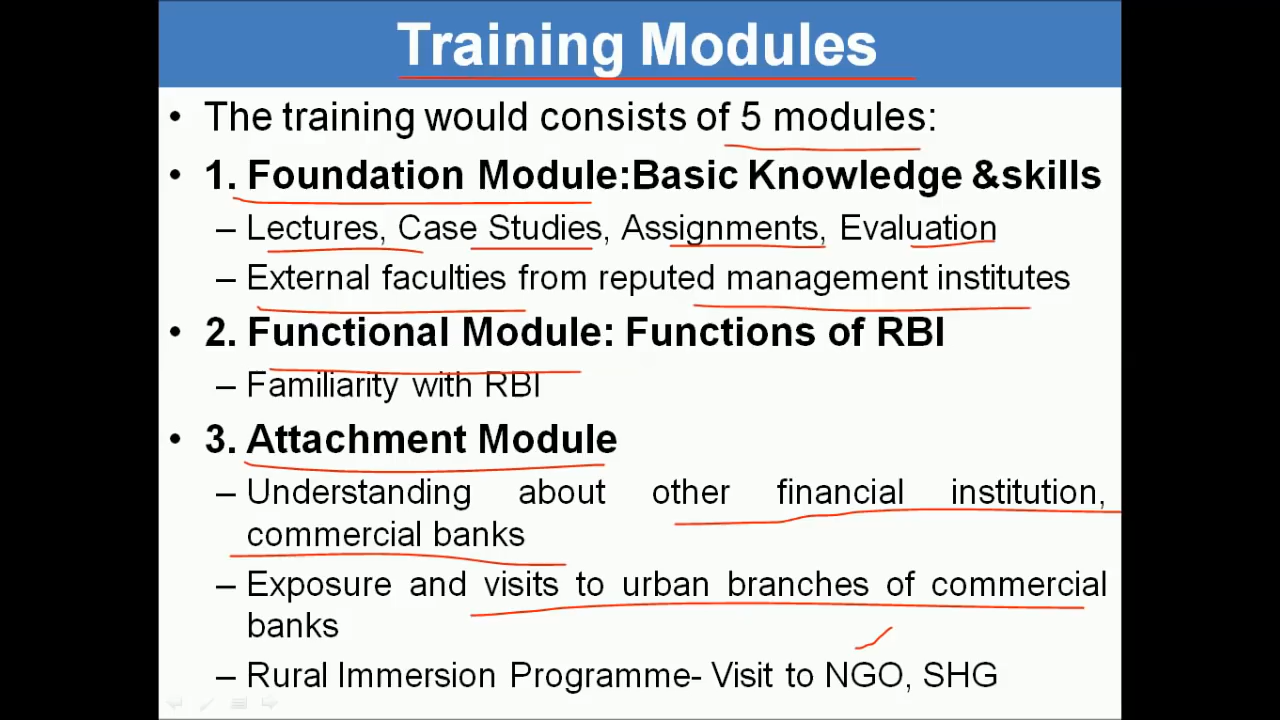 Training Modules
• The training would consists of 5 modules:
• 1. Foundation Module:Basic Knowledge &skills
– Lectures, Case Studies, Assignments, Evaluation
– External faculties from reputed management institutes
• 2. Functional Module: Functions of RBI
– Familiarity with RBI
• 3. Attachment Module
– Understanding about other financial institution,
commercial banks
– Exposure and visits to urban branches of commercial
banks
– Rural Immersion Programme- Visit to NGO, SHG